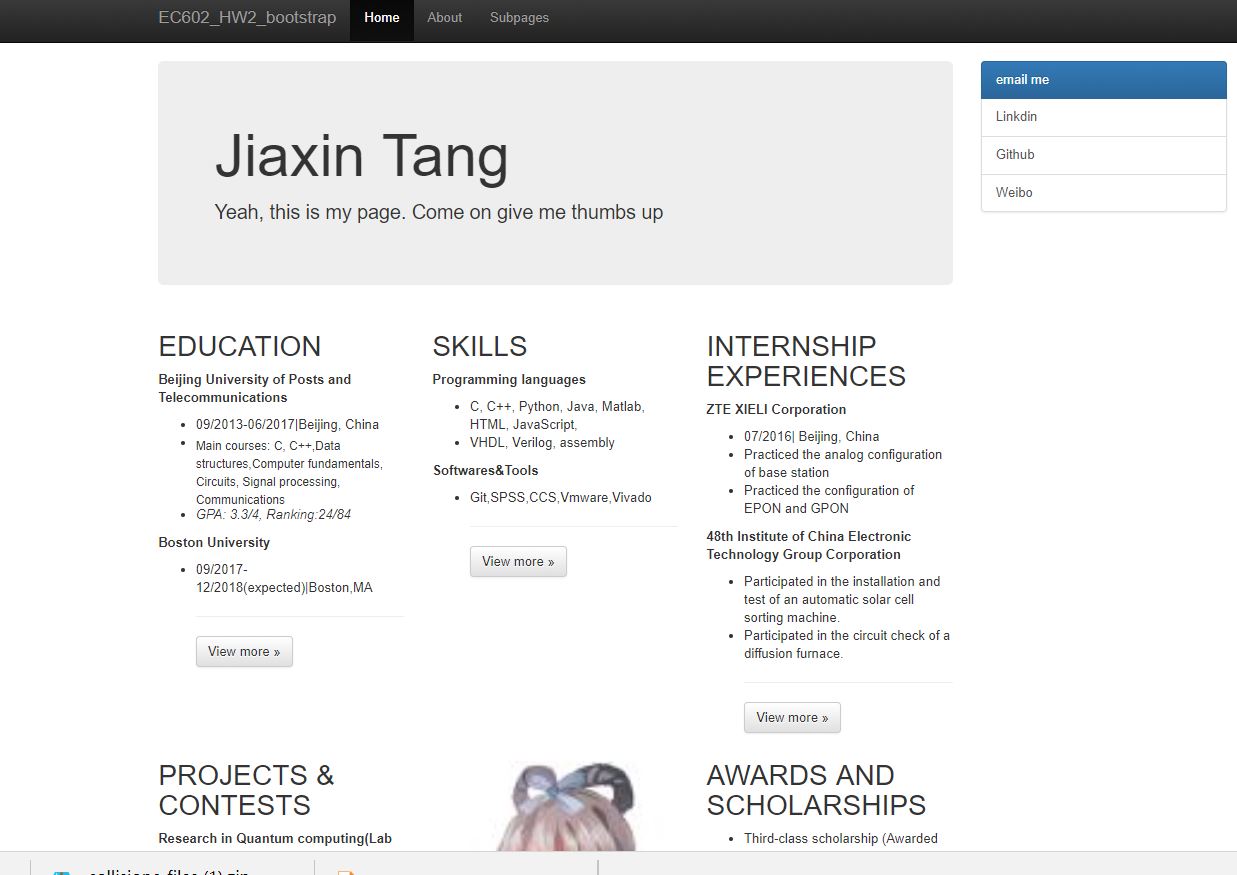 EC602_HW2_bootstrap Home About Subpages
Jiaxin Tang
Yeah, this is my page. Come on give me thumbs up
email me
Linkdin
Github
Weibo
EDUCATION
Beijing University of Posts and
Telecommunications
09/2013-06/2017|Beijing, China
Main courses: C, C++,Data
structures,Computer fundamentals,
Circuits, Signal processing,
Communications
GPA: 3.3/4, Ranking:24/84
Boston University
09/2017-
12/2018(expected)|Boston,MA
View more »
SKILLS
Programming languages
C, C++, Python, Java, Matlab,
HTML, JavaScript,
VHDL, Verilog, assembly
Softwares&Tools
Git,SPSS,CCS,Vmware,Vivado
View more »
INTERNSHIP
EXPERIENCES
ZTE XIELI Corporation
07/2016| Beijing, China
Practiced the analog configuration
of base station
Practiced the configuration of
EPON and GPON
48th Institute of China Electronic
Technology Group Corporation
Participated in the installation and
test of an automatic solar cell
sorting machine.
Participated in the circuit check of a
diffusion furnace.
View more »
PROJECTS &
CONTESTS
Research in Quantum computing(Lab
AWARDS AND
SCHOLARSHIPS
Third-class scholarship (Awarded